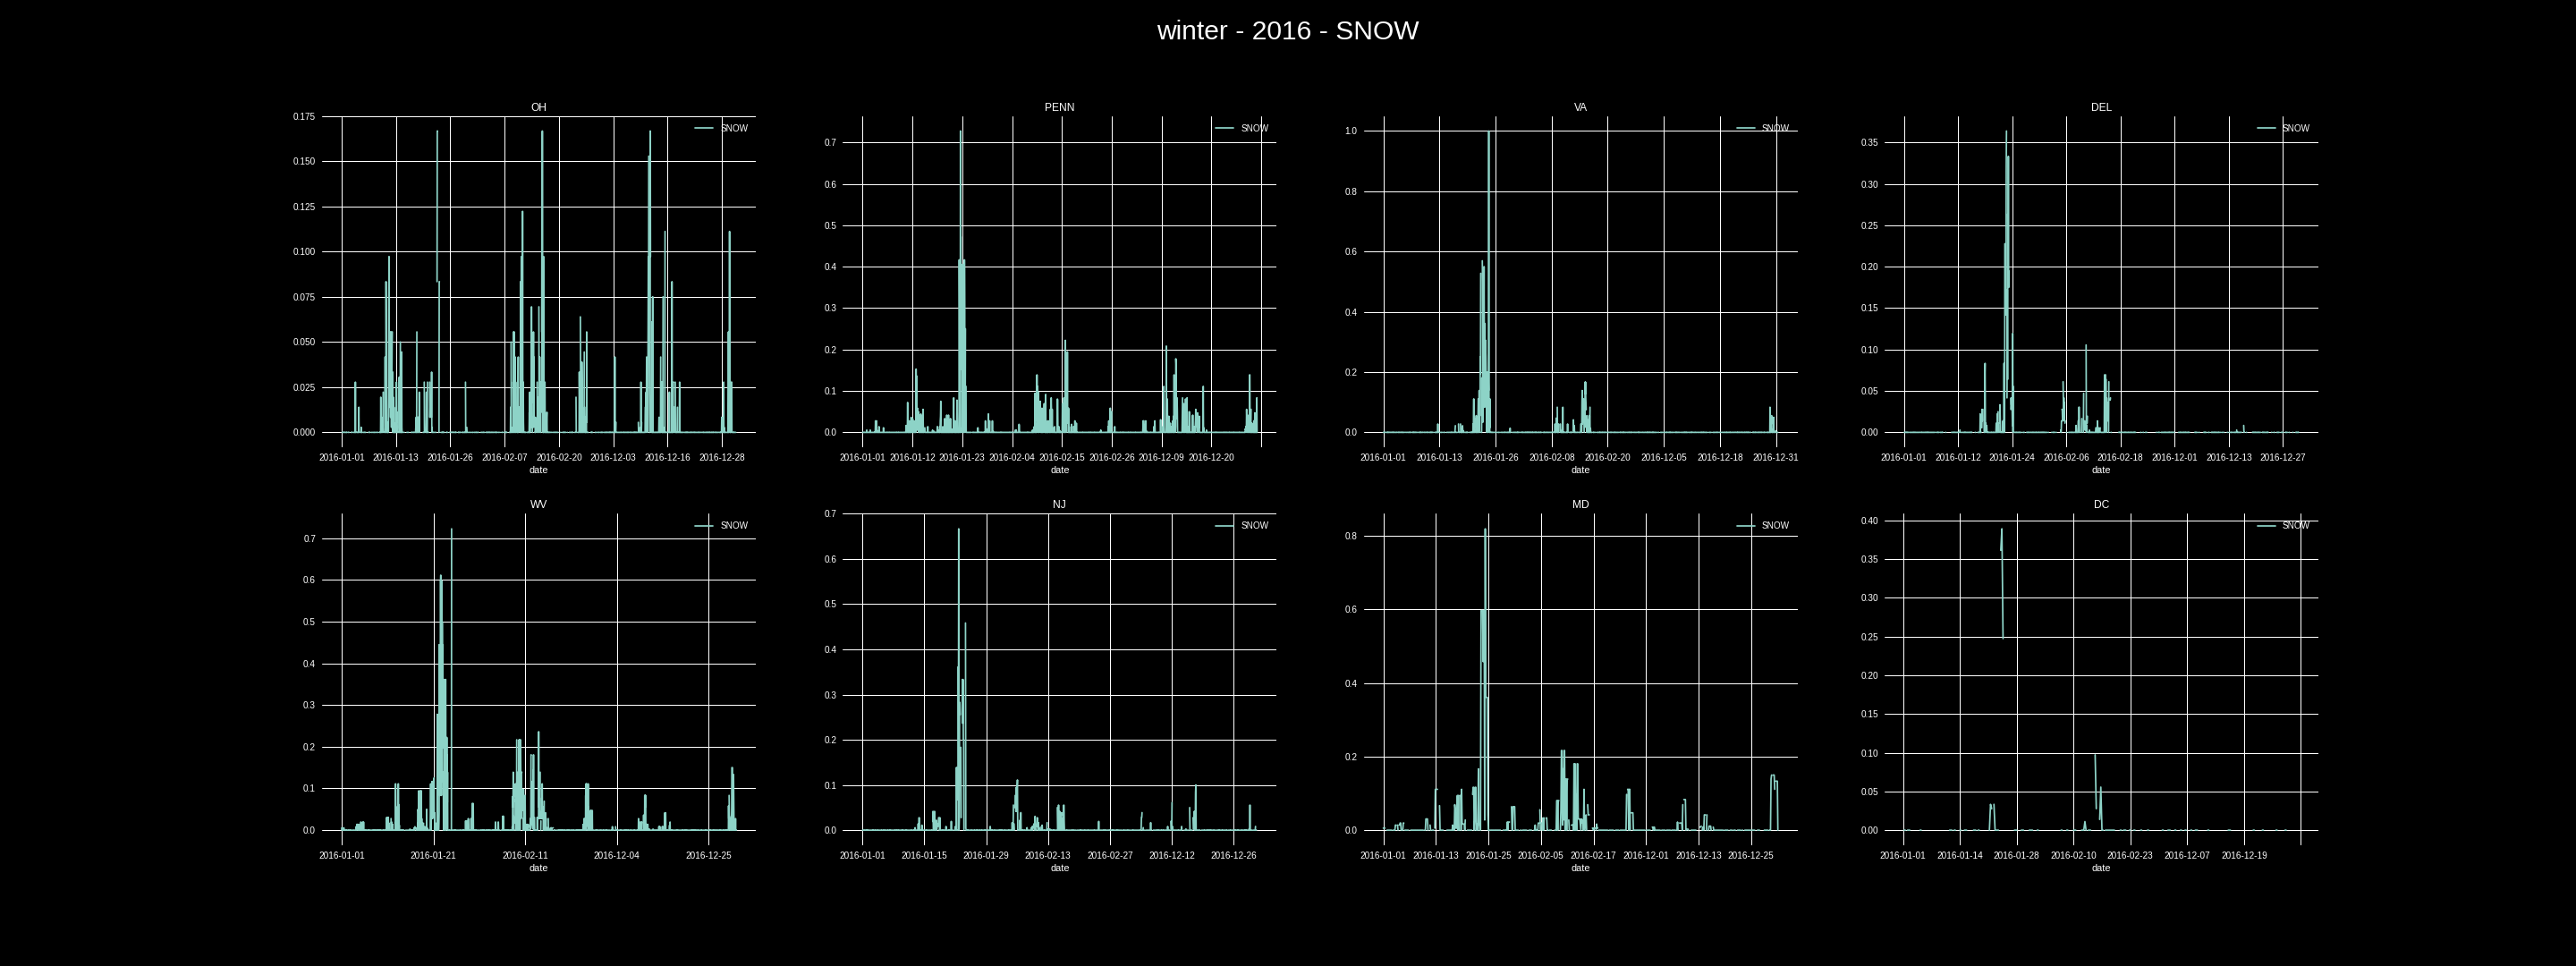 winter - 2016 - SNOW
OH
SNOW
0.175
0.150
0.125
0.100
0.075
0.050
0.025
0.000
2016-01-01 2016-01-13 2016-01-26 2016-02-07 2016-02-20 2016-12-03 2016-12-16 2016-12-28
date
PENN
SNOW
0.7
0.6
0.5
0.4
0.3
0.2
0.1
0.0
2016-01-01 2016-01-12 2016-01-23 2016-02-04 2016-02-15 2016-02-26 2016-12-09 2016-12-20
date
VA
SNOW
1.0
0.8
0.6
0.4
0.2
0.0
2016-01-01 2016-01-13 2016-01-26 2016-02-08 2016-02-20 2016-12-05 2016-12-18 2016-12-31
date
DEL
SNOW
0.35
0.30
0.25
0.20
0.15
0.10
0.05
0.00
2016-01-01 2016-01-12 2016-01-24 2016-02-06 2016-02-18 2016-12-01 2016-12-13 2016-12-27
date
WV
SNOW
0.7
0.6
0.5
0.4
0.3
0.2
0.1
0.0
2016-01-01 2016-01-21 2016-02-11 2016-12-04 2016-12-25
date
NJ
SNOW
0.7
0.6
0.5
0.4
0.3
0.2
0.1
0.0
2016-01-01 2016-01-15 2016-01-29 2016-02-13 2016-02-27 2016-12-12 2016-12-26
date
MD
SNOW
0.8
0.6
0.4
0.2
0.0
2016-01-01 2016-01-13 2016-01-25 2016-02-05 2016-02-17 2016-12-01 2016-12-13 2016-12-25
date
DC
SNOW
0.40
0.35
0.30
0.25
0.20
0.15
0.10
0.05
0.00
2016-01-01 2016-01-14 2016-01-28 2016-02-10 2016-02-23 2016-12-07 2016-12-19
date